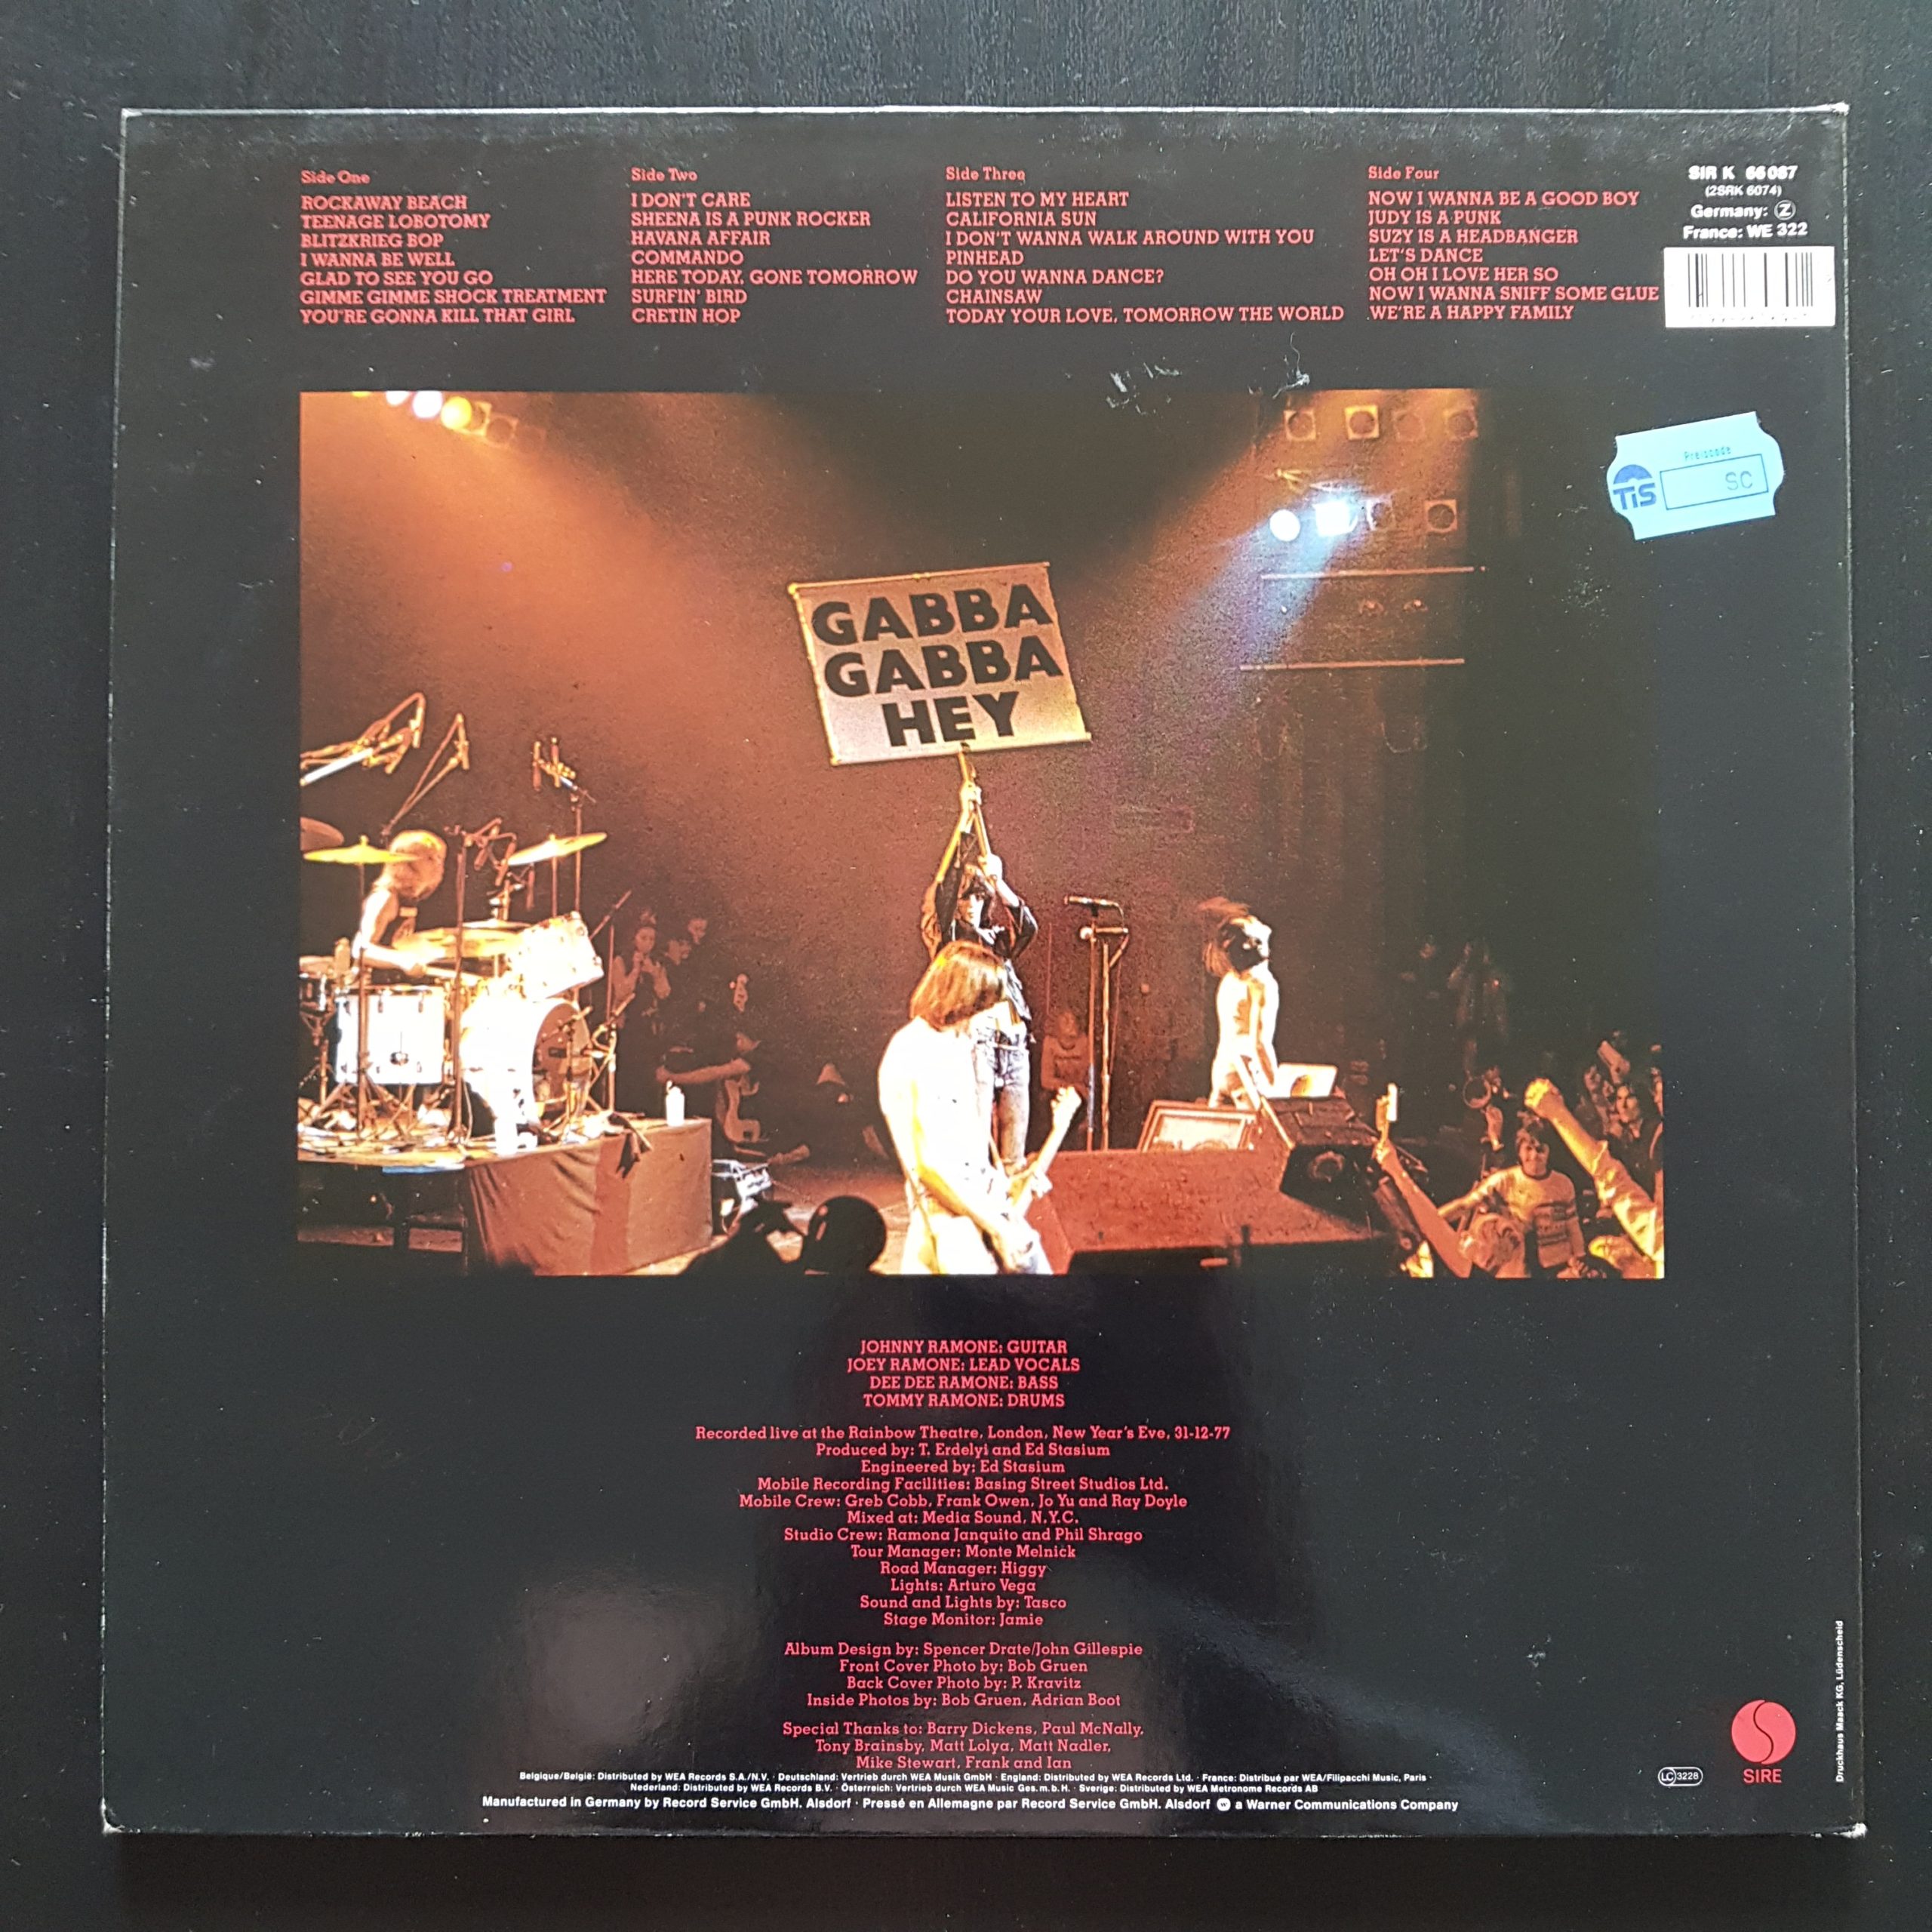 Side One
ROCKAWAY BEACH
TEENAGE LOBOTOMY
BLITZKRIEG BOP
I WANNA BE WELL
GLAD TO SEE YOU GO
GIMME GIMME SHOCK TREATMENT
YOU'RE GONNA KILL THAT GIRL
Side Two
I DON'T CARE
SHEENA IS A PUNK ROCKER
HAVANA AFFAIR
COMMANDO
HERE TODAY, GONE TOMORROW
SURFIN' BIRD
CRETIN HOP
Side Three
LISTEN TO MY HEART
CALIFORNIA SUN
I DON'T WANNA WALK AROUND WITH YOU
PINHEAD
DO YOU WANNA DANCE?
CHAINSAW
TODAY YOUR LOVE, TOMORROW THE WORLD
Side Four
NOW I WANNA BE A GOOD BOY
JUDY IS A PUNK
SUZY IS A HEADBANGER
LET'S DANCE
OH OH I LOVE HER SO
NOW I WANNA SNIFF SOME GLUE
WE'RE A HAPPY FAMILY
SIR K 66 087
(2SRK 6074)
Germany: Z
France: WE 322
Preiscode
TIS SC
GABBA
GABBA
HEY
JOHNNY RAMONE: GUITAR
JOEY RAMONE: LEAD VOCALS
DEE DEE RAMONE: BASS
TOMMY RAMONE: DRUMS
Recorded live at the Rainbow Theatre, London, New Year's Eve, 31-12-77
Produced by: T. Erdelyi and Ed Stasium
Engineered by: Ed Stasium
Mobile Recording Facilities: Basing Street Studios Ltd.
Mobile Crew: Greb Cobb, Frank Owen, Jo Yu and Ray Doyle
Mixed at: Media Sound, N.Y.C.
Studio Crew: Ramona Janquito and Phil Shrago
Tour Manager: Monte Melnick
Road Manager: Higgy
Lights: Arturo Vega
Sound and Lights by: Tasco
Stage Monitor: Jamie
Album Design by: Spencer Drate/John Gillespie
Front Cover Photo by: Bob Gruen
Back Cover Photo by: P. Kravitz
Inside Photos by: Bob Gruen, Adrian Boot
Special Thanks to: Barry Dickens, Paul McNally,
Tony Brainsby, Matt Lolya, Matt Nadler,
Mike Stewart, Frank and Ian
Belgique/België: Distributed by WEA Records S.A./N.V. · Deutschland: Vertrieb durch WEA Musik GmbH · England: Distributed by WEA Records Ltd. · France: Distribué par WEA/Filipacchi Music, Paris ·
Nederland: Distributed by WEA Records B.V. · Österreich: Vertrieb durch WEA Music Ges.m.b.H. · Sverige: Distributed by WEA Metronome Records AB
Manufactured in Germany by Record Service GmbH. Alsdorf · Pressé en Allemagne par Record Service GmbH. Alsdorf a Warner Communications Company
LC 3228
SIRE
Druckhaus Maack KG, Lüdenscheid